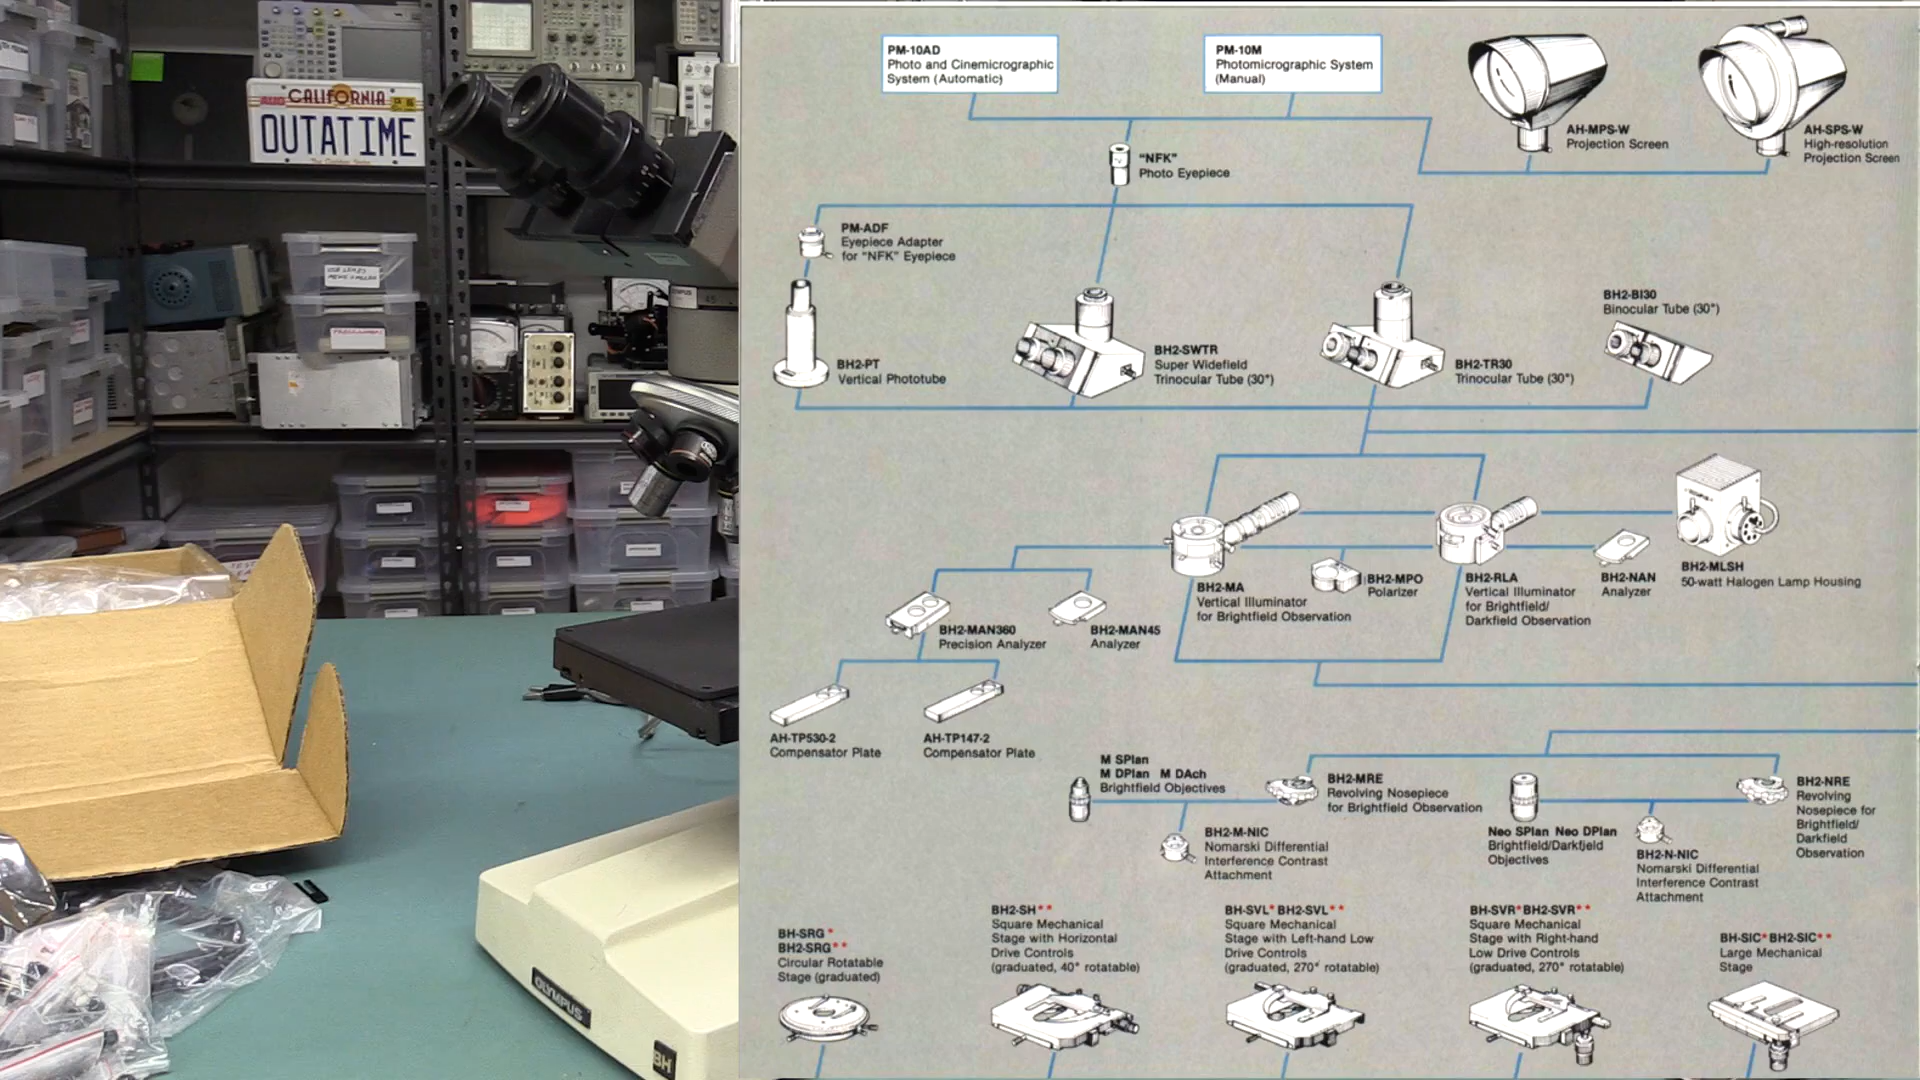 CALIFORNIA
OUTATIME
45
OLYMPUS
BH
PM-10AD
Photo and Cinemicrographic
System (Automatic)
PM-10M
Photomicrographic System
(Manual)
AH-MPS-W
Projection Screen
AH-SPS-W
High-resolution
Projection Screen
"NFK"
Photo Eyepiece
PM-ADF
Eyepiece Adapter
for "NFK" Eyepiece
BH2-PT
Vertical Phototube
BH2-SWTR
Super Widefield
Trinocular Tube (30°)
BH2-TR30
Trinocular Tube (30°)
BH2-BI30
Binocular Tube (30°)
BH2-MA
Vertical Illuminator
for Brightfield Observation
BH2-MPO
Polarizer
BH2-RLA
Vertical Illuminator
for Brightfield/
Darkfield Observation
BH2-NAN
Analyzer
BH2-MLSH
50-watt Halogen Lamp Housing
BH2-MAN360
Precision Analyzer
BH2-MAN45
Analyzer
AH-TP530-2
Compensator Plate
AH-TP147-2
Compensator Plate
M SPlan
M DPlan M DAch
Brightfield Objectives
BH2-MRE
Revolving Nosepiece
for Brightfield Observation
BH2-M-NIC
Nomarski Differential
Interference Contrast
Attachment
Neo SPlan Neo DPlan
Brightfield/Darkfield
Objectives
BH2-N-NIC
Nomarski Differential
Interference Contrast
Attachment
BH2-NRE
Revolving
Nosepiece for
Brightfield/
Darkfield
Observation
BH-SRG *
BH2-SRG**
Circular Rotatable
Stage (graduated)
BH2-SH**
Square Mechanical
Stage with Horizontal
Drive Controls
(graduated, 40° rotatable)
BH-SVL* BH2-SVL**
Square Mechanical
Stage with Left-hand Low
Drive Controls
(graduated, 270° rotatable)
BH-SVR* BH2-SVR**
Square Mechanical
Stage with Right-hand
Low Drive Controls
(graduated, 270° rotatable)
BH-SIC* BH2-SIC**
Large Mechanical
Stage